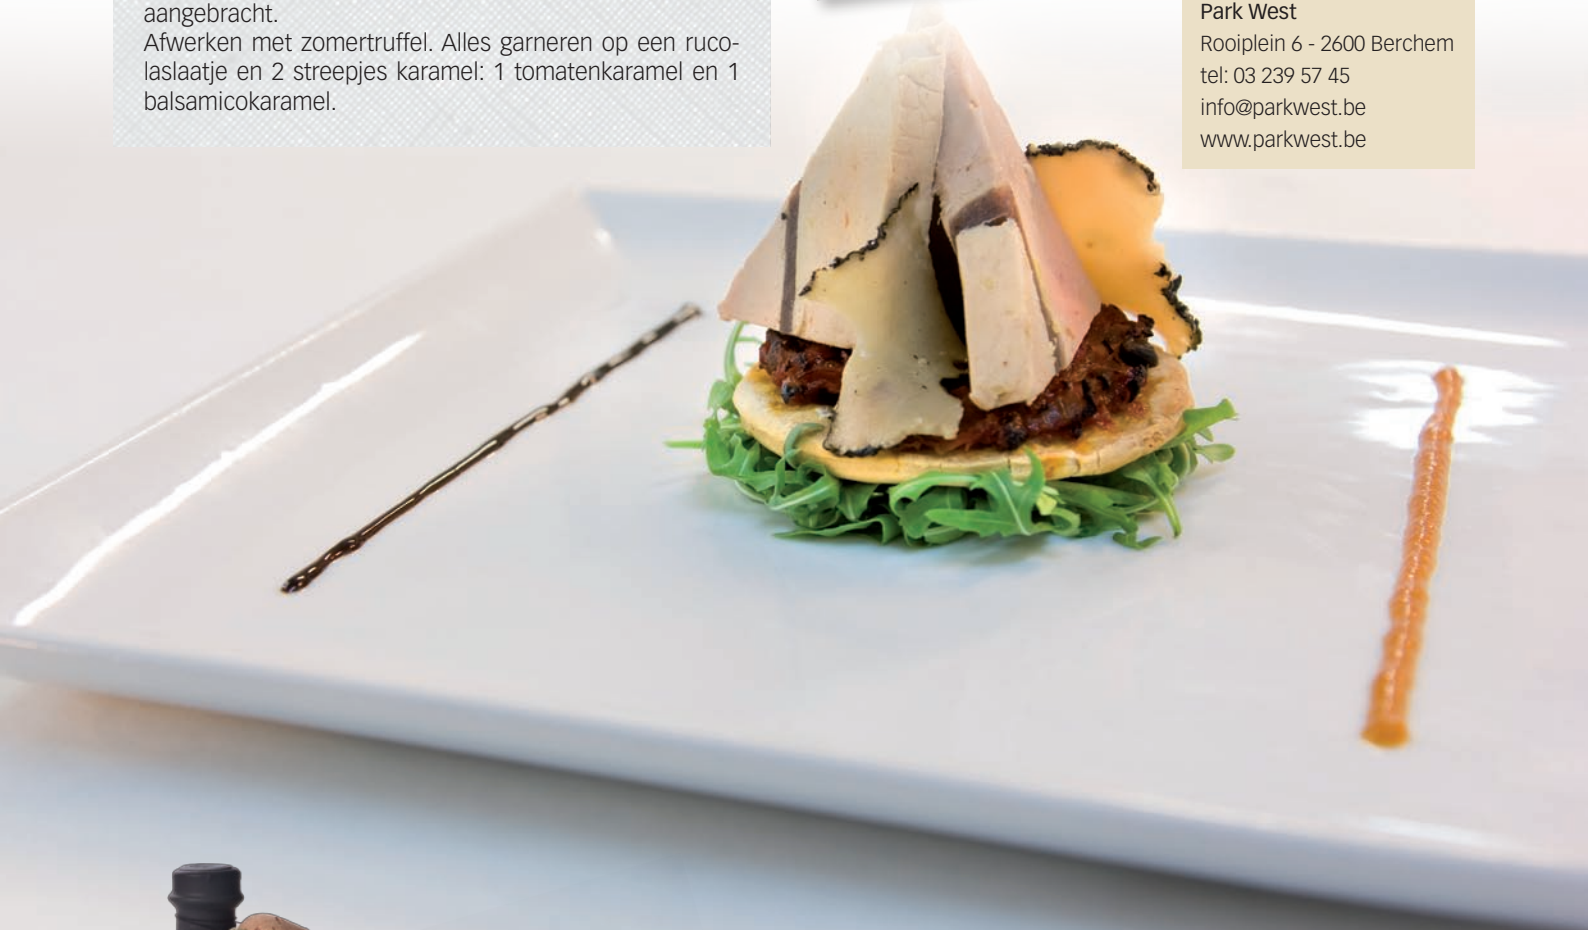 aangebracht.
Afwerken met zomertruffel. Alles garneren op een ruco-
laslaatje en 2 streepjes karamel: 1 tomatenkaramel en 1
balsamicokaramel.
Park West
Rooiplein 6 - 2600 Berchem
tel: 03 239 57 45
info@parkwest.be
www.parkwest.be